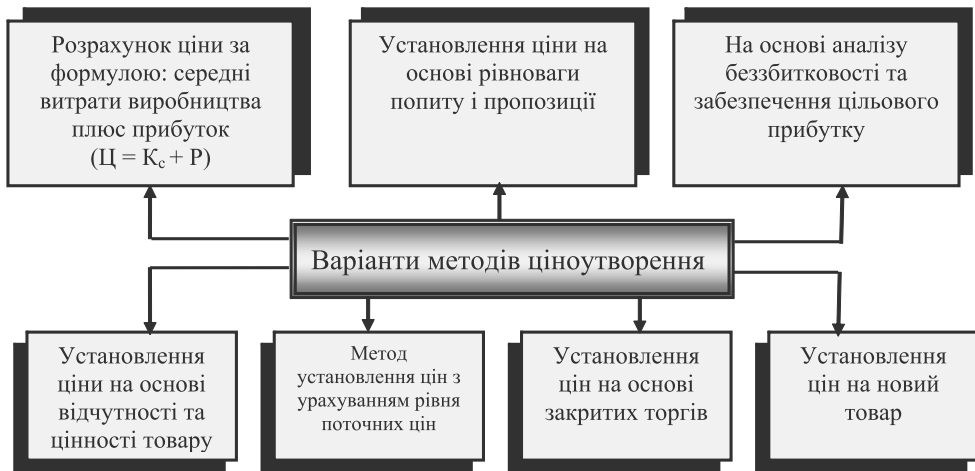 Розрахунок ціни за
формулою: середні
витрати виробництва
плюс прибуток
(Ц = Кс + Р)
Установлення ціни на
основі рівноваги
попиту і пропозиції
На основі аналізу
беззбитковості та
забезпечення цільового
прибутку
Варіанти методів ціноутворення
Установлення
ціни на основі
відчутності та
цінності товару
Метод
установлення цін з
урахуванням рівня
поточних цін
Установлення
цін на основі
закритих торгів
Установлення
цін на новий
товар